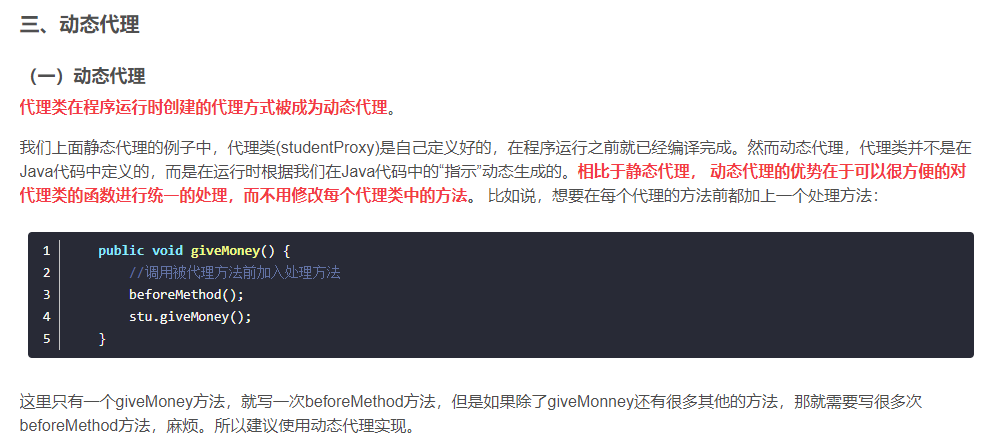 三、动态代理
（一）动态代理
代理类在程序运行时创建的代理方式被成为动态代理。
我们上面静态代理的例子中，代理类(studentProxy)是自己定义好的，在程序运行之前就已经编译完成。然而动态代理，代理类并不是在
Java代码中定义的，而是在运行时根据我们在Java代码中的“指示”动态生成的。相比于静态代理， 动态代理的优势在于可以很方便的对
代理类的函数进行统一的处理，而不用修改每个代理类中的方法。 比如说，想要在每个代理的方法前都加上一个处理方法：
1 public void giveMoney() {
2 //调用被代理方法前加入处理方法
3 beforeMethod();
4 stu.giveMoney();
5 }
这里只有一个giveMoney方法，就写一次beforeMethod方法，但是如果除了giveMonney还有很多其他的方法，那就需要写很多次
beforeMethod方法，麻烦。所以建议使用动态代理实现。